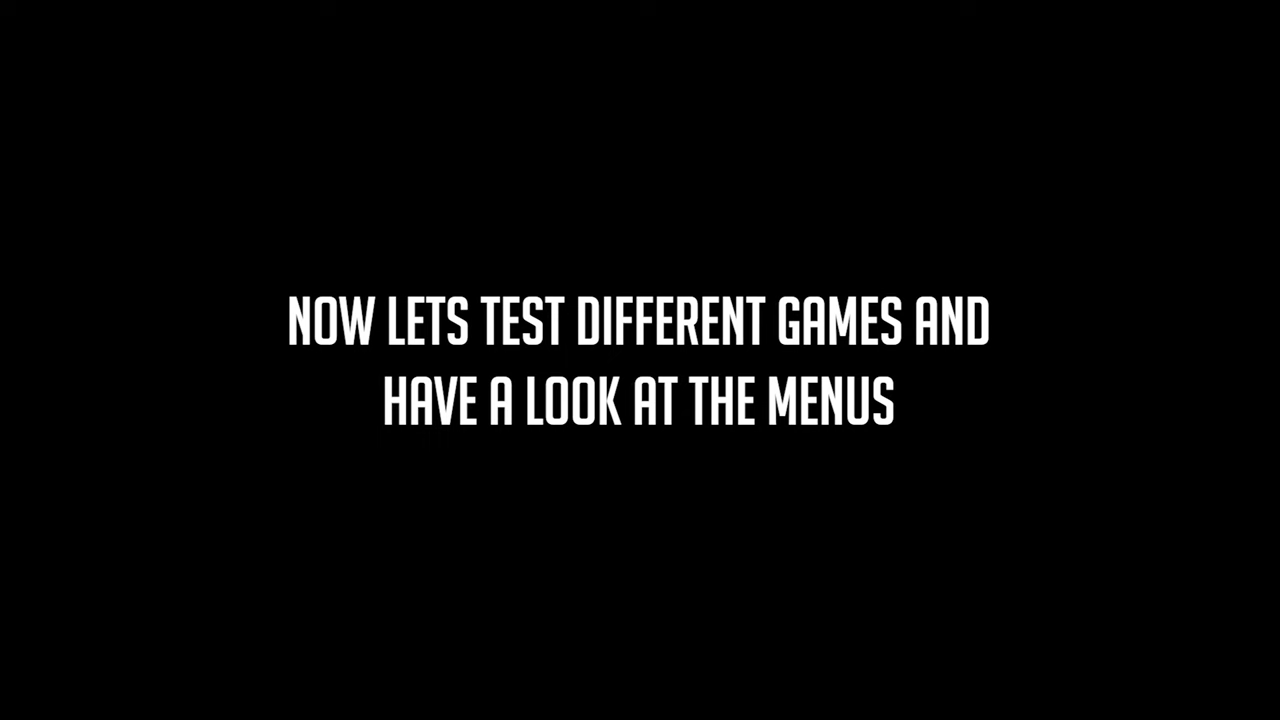 NOW LETS TEST DIFFERENT GAMES AND
HAVE A LOOK AT THE MENUS